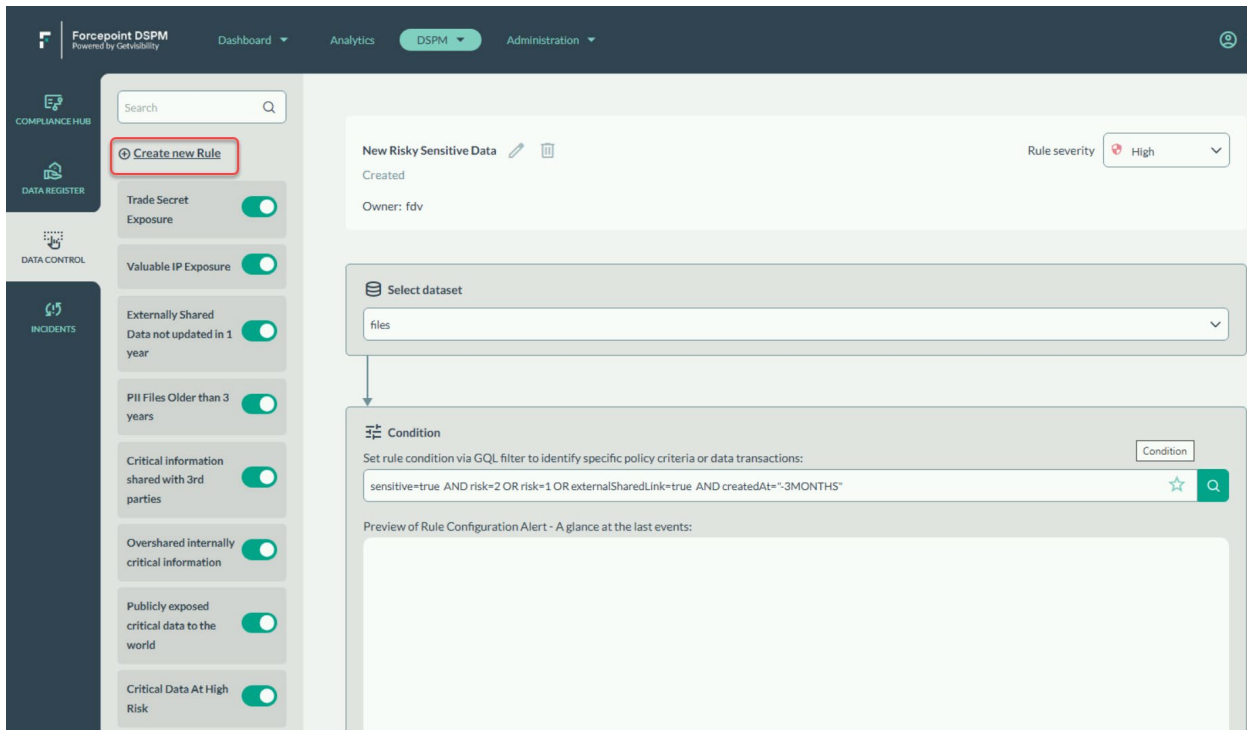 Forcepoint DSPM
Powered by Getvisibility
Dashboard
Analytics
DSPM
Administration
COMPLIANCE HUB
DATA REGISTER
DATA CONTROL
INCIDENTS
Search
Create new Rule
Trade Secret
Exposure
Valuable IP Exposure
Externally Shared
Data not updated in 1
year
PII Files Older than 3
years
Critical information
shared with 3rd
parties
Overshared internally
critical information
Publicly exposed
critical data to the
world
Critical Data At High
Risk
New Risky Sensitive Data
Rule severity High
Created
Owner: fdv
Select dataset
files
Condition
Condition
Set rule condition via GQL filter to identify specific policy criteria or data transactions:
sensitive=true AND risk=2 OR risk=1 OR externalSharedLink=true AND createdAt="-3MONTHS"
Preview of Rule Configuration Alert - A glance at the last events: